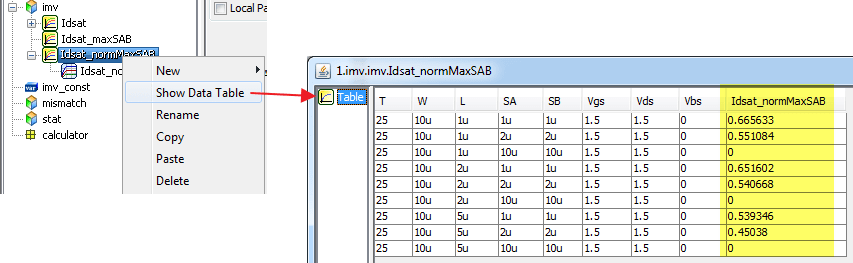 imv
Idsat
Idsat_maxSAB
Idsat_normMaxSAB
Idsat_no
imv_const
mismatch
stat
calculator
Local Pa
New
Show Data Table
Rename
Copy
Paste
Delete
1.imv.imv.Idsat_normMaxSAB
Table
T W L SA SB Vgs Vds Vbs Idsat_normMaxSAB
25 10u 1u 1u 1u 1.5 1.5 0 0.665633
25 10u 1u 2u 2u 1.5 1.5 0 0.551084
25 10u 1u 10u 10u 1.5 1.5 0 0
25 10u 2u 1u 1u 1.5 1.5 0 0.651602
25 10u 2u 2u 2u 1.5 1.5 0 0.540668
25 10u 2u 10u 10u 1.5 1.5 0 0
25 10u 5u 1u 1u 1.5 1.5 0 0.539346
25 10u 5u 2u 2u 1.5 1.5 0 0.45038
25 10u 5u 10u 10u 1.5 1.5 0 0